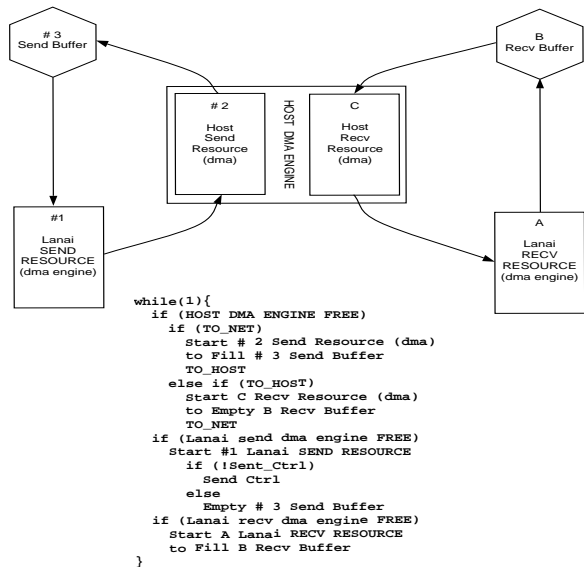 # 3
Send Buffer
B
Recv Buffer
# 2
Host
Send
Resource
(dma)
HOST DMA ENGINE
C
Host
Recv
Resource
(dma)
#1
Lanai
SEND
RESOURCE
(dma engine)
A
Lanai
RECV
RESOURCE
(dma engine)
while(1){
if (HOST DMA ENGINE FREE)
if (TO_NET)
Start # 2 Send Resource (dma)
to Fill # 3 Send Buffer
TO_HOST
else if (TO_HOST)
Start C Recv Resource (dma)
to Empty B Recv Buffer
TO_NET
if (Lanai send dma engine FREE)
Start #1 Lanai SEND RESOURCE
if (!Sent_Ctrl)
Send Ctrl
else
Empty # 3 Send Buffer
if (Lanai recv dma engine FREE)
Start A Lanai RECV RESOURCE
to Fill B Recv Buffer
}